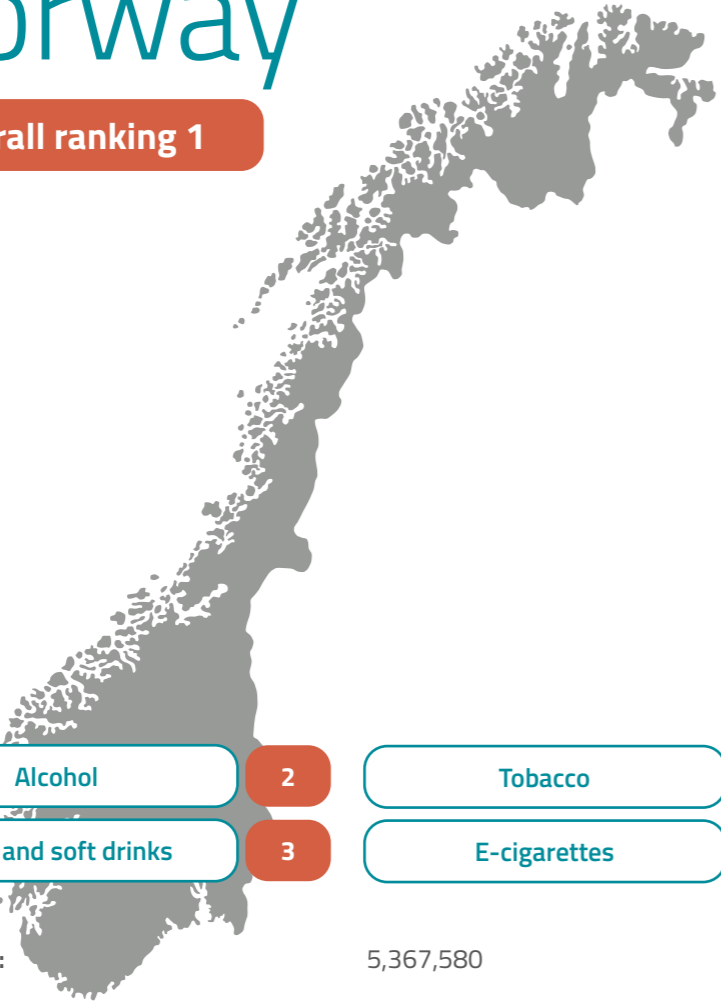 orway
rall ranking 1
Alcohol 2 Tobacco
and soft drinks 3 E-cigarettes
: 5,367,580